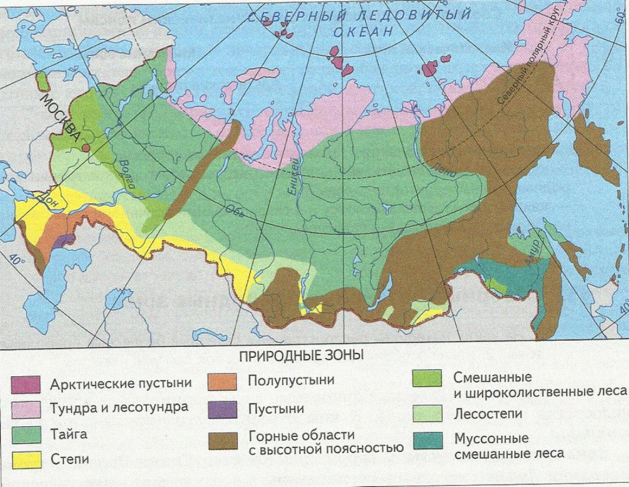 СЕВЕРНЫЙ ЛЕДОВИТЫЙ
ОКЕАН
Северный полярный круг
60°
МОСКВА
Волга
Дон
Обь
Енисей
Лена
Амур
40°
40°
ПРИРОДНЫЕ ЗОНЫ
Арктические пустыни
Тундра и лесотундра
Тайга
Степи
Полупустыни
Пустыни
Горные области
с высотной поясностью
Смешанные
и широколиственные леса
Лесостепи
Муссонные
смешанные леса